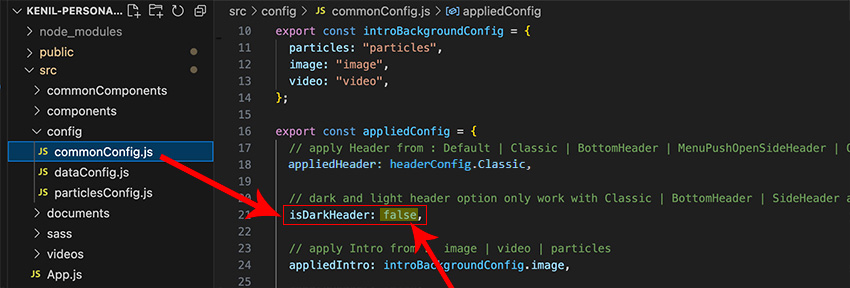 KENIL-PERSONA...
node_modules
public
src
commonComponents
components
config
JS commonConfig.js
JS dataConfig.js
JS particlesConfig.js
documents
sass
videos
JS App.js
src > config > JS commonConfig.js > appliedConfig
10 export const introBackgroundConfig = {
11 particles: "particles",
12 image: "image",
13 video: "video",
14 };
15
16 export const appliedConfig = {
17 // apply Header from : Default | Classic | BottomHeader | MenuPushOpenSideHeader |
18 appliedHeader: headerConfig.Classic,
19
20 // dark and light header option only work with Classic | BottomHeader | SideHeader
21 isDarkHeader: false,
22
23 // apply Intro from : image | video | particles
24 appliedIntro: introBackgroundConfig.image,
25